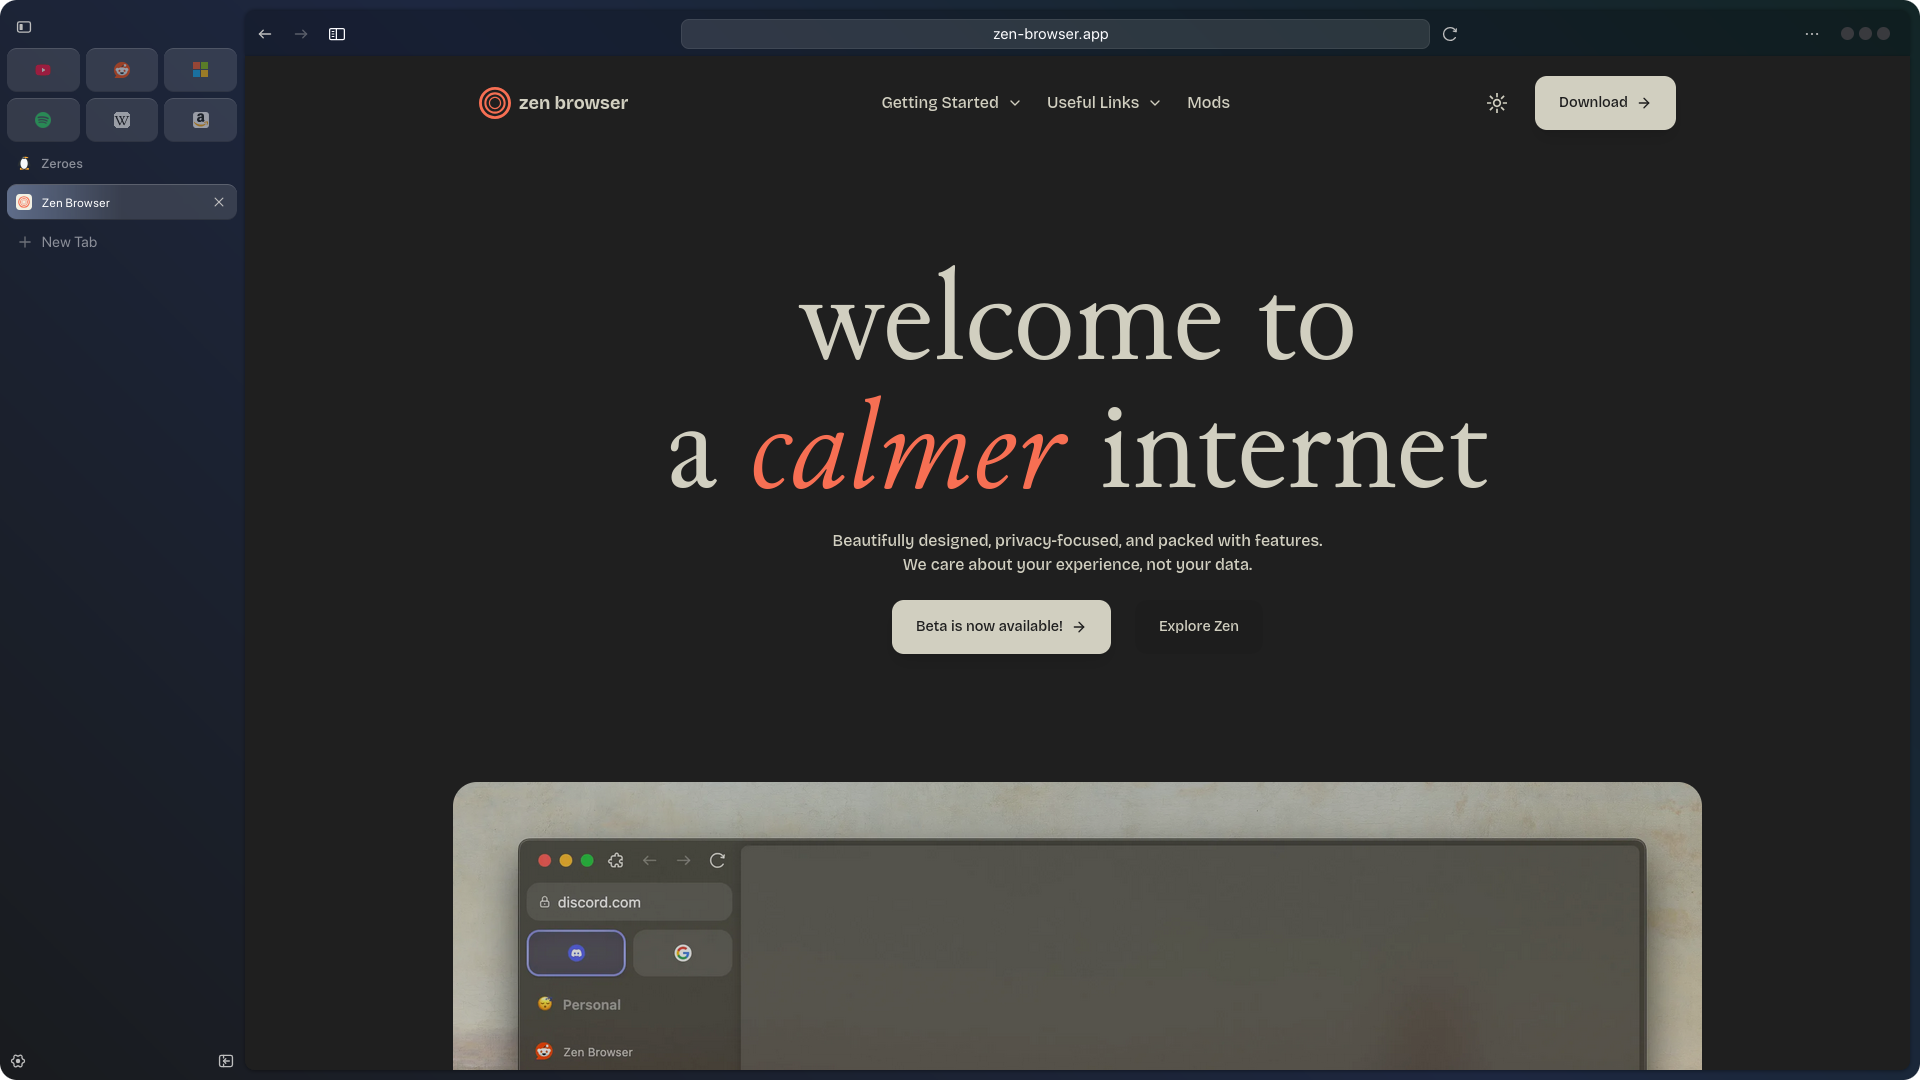 zen-browser.app
Zeroes
Zen Browser
New Tab
zen browser
Getting Started
Useful Links
Mods
Download
welcome to
a calmer internet
Beautifully designed, privacy-focused, and packed with features.
We care about your experience, not your data.
Beta is now available!
Explore Zen
discord.com
Personal
Zen Browser